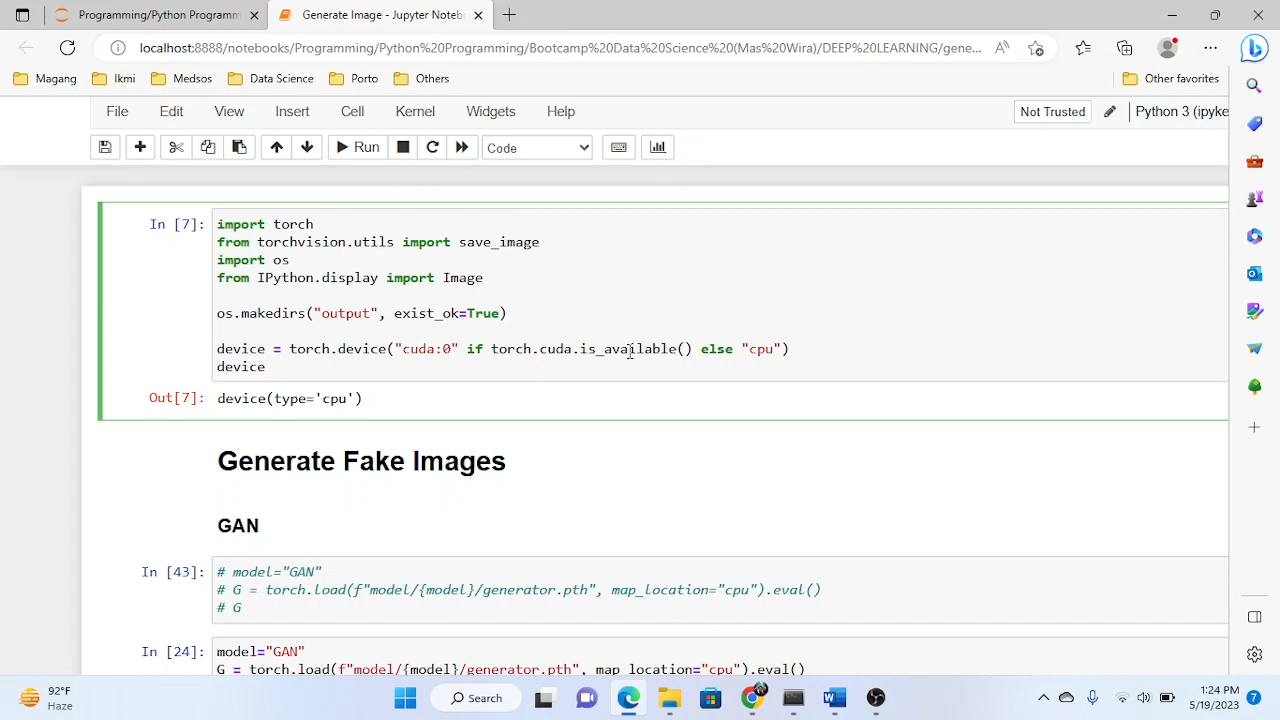 Programming/Python Programm
Generate Image - Jupyter Noteb
localhost:8888/notebooks/Programming/Python%20Programming/Bootcamp%20Data%20Science%20(Mas%20Wira)/DEEP%20LEARNING/gene...
Magang Ikmi Medsos Data Science Porto Others Other favorites
File Edit View Insert Cell Kernel Widgets Help Not Trusted Python 3 (ipyke
Run Code
In [7]: import torch
from torchvision.utils import save_image
import os
from IPython.display import Image
os.makedirs("output", exist_ok=True)
device = torch.device("cuda:0" if torch.cuda.is_available() else "cpu")
device
Out[7]: device(type='cpu')
Generate Fake Images
GAN
In [43]: # model="GAN"
# G = torch.load(f"model/{model}/generator.pth", map_location="cpu").eval()
# G
In [24]: model="GAN"
G = torch.load(f"model/{model}/generator.pth", map_location="cpu").eval()
92°F
Haze
Search
1:24 PM
5/19/2023
7